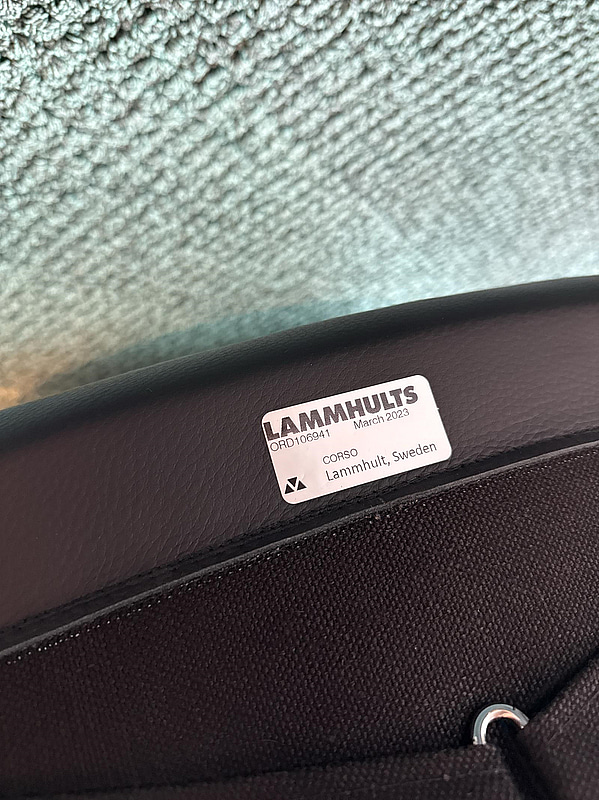 LAMMHULTS
ORD106941 March 2023
CORSO
Lammhult, Sweden